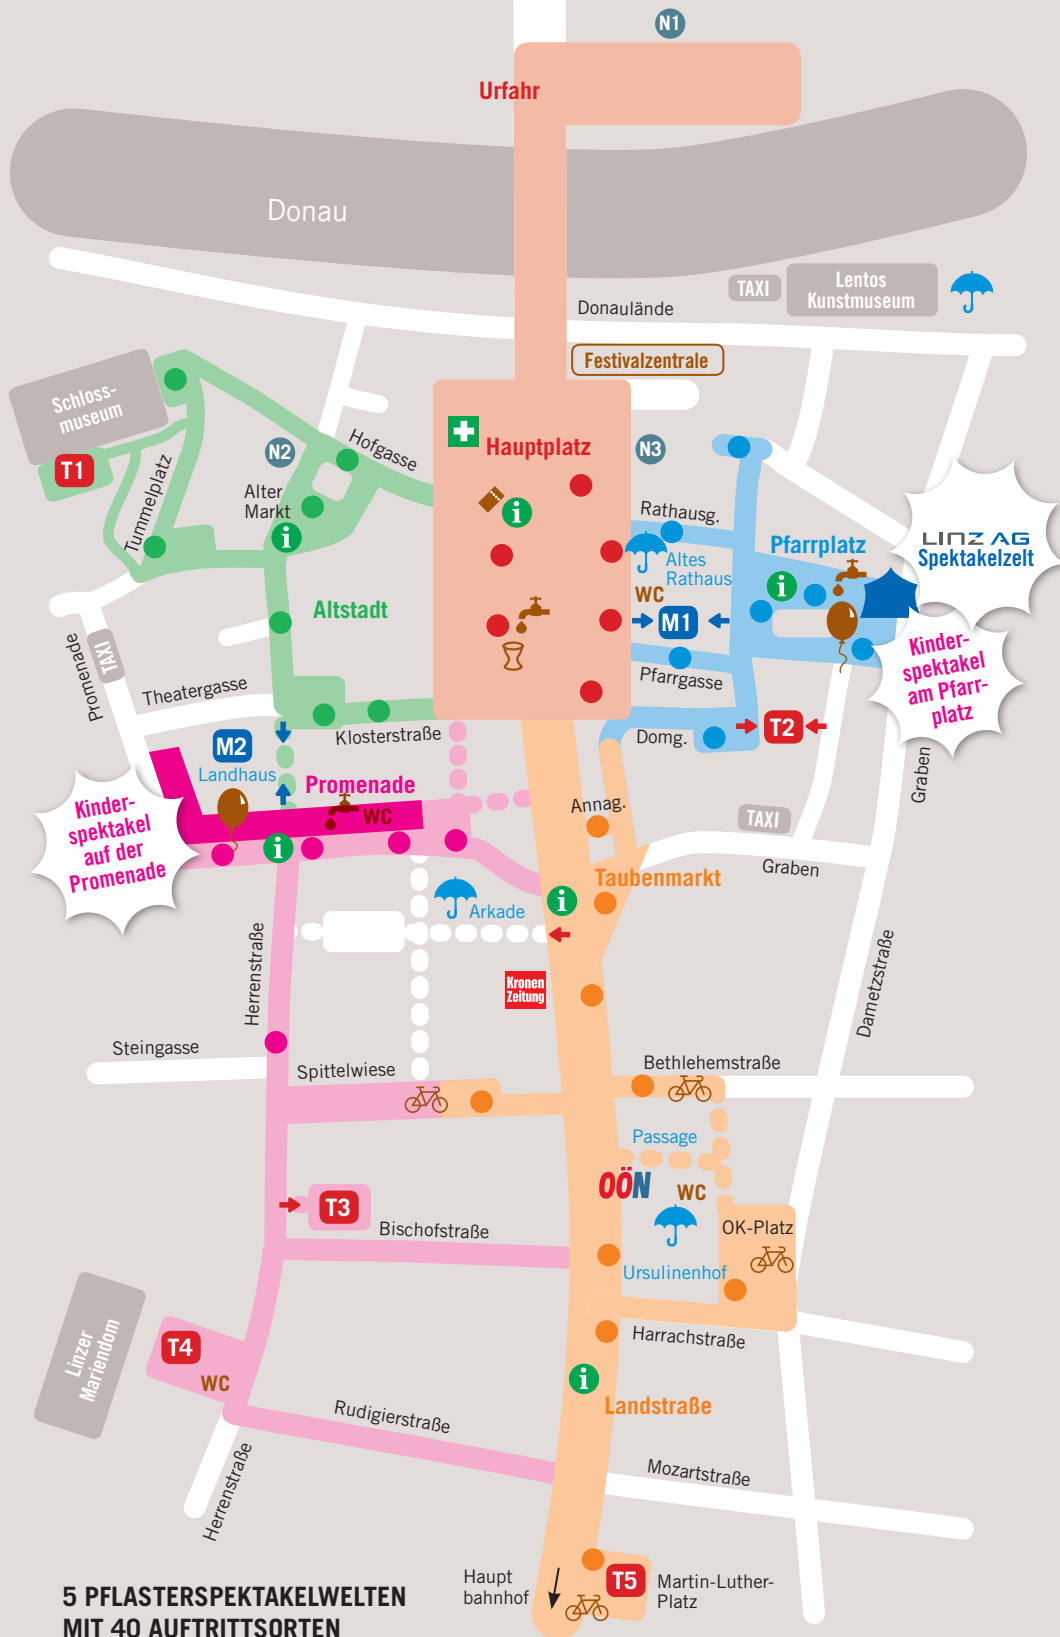 N1
Urfahr
Donau
TAXI
Lentos
Kunstmuseum
Donaulände
Festivalzentrale
Schloss-
museum
T1
Tummelplatz
N2
Hofgasse
Alter
Markt
i
Hauptplatz
i
N3
Rathausg.
Altes
Rathaus
WC
M1
Pfarrplatz
i
LINZ AG
Spektakelzelt
Kinder-
spektakel
am Pfarr-
platz
Altstadt
Promenade
TAXI
Theatergasse
Klosterstraße
Pfarrgasse
Domg.
T2
M2
Landhaus
Promenade
WC
Kinder-
spektakel
auf der
Promenade
i
Annag.
TAXI
Graben
Graben
Taubenmarkt
i
Arkade
Kronen
Zeitung
Herrenstraße
Dametzstraße
Steingasse
Spittelwiese
Bethlehemstraße
Passage
OÖN
WC
T3
Bischofstraße
OK-Platz
Ursulinenhof
Linzer
Mariendom
T4
WC
Harrachstraße
i
Landstraße
Rudigierstraße
Mozartstraße
Herrenstraße
Haupt
bahnhof
T5
Martin-Luther-
Platz
5 PFLASTERSPEKTAKELWELTEN
MIT 40 AUFTRITTSORTEN